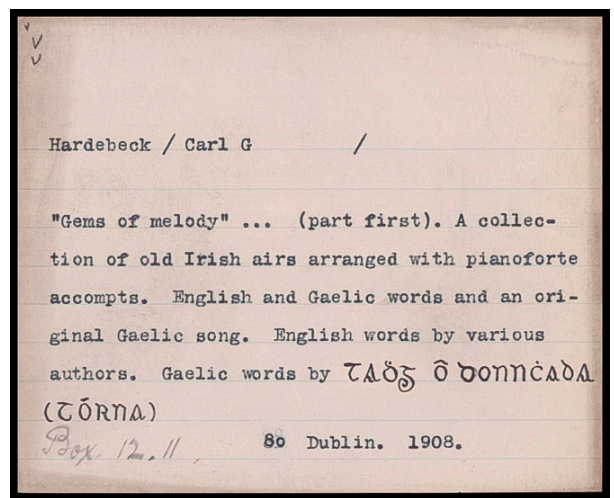 Hardebeck / Carl G /
"Gems of melody" ... (part first). A collec-
tion of old Irish airs arranged with pianoforte
accompts. English and Gaelic words and an ori-
ginal Gaelic song. English words by various
authors. Gaelic words by Taḋg Ó Donnċaḋa
(Tórna)
Box. 12.11. 8o Dublin. 1908.